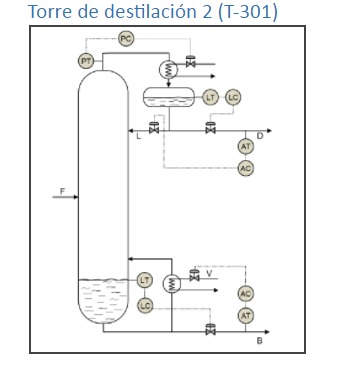 Torre de destilación 2 (T-301)
PC
PT
LT LC
L D
AT
AC
F
LT
V
AC
LC
AT
B